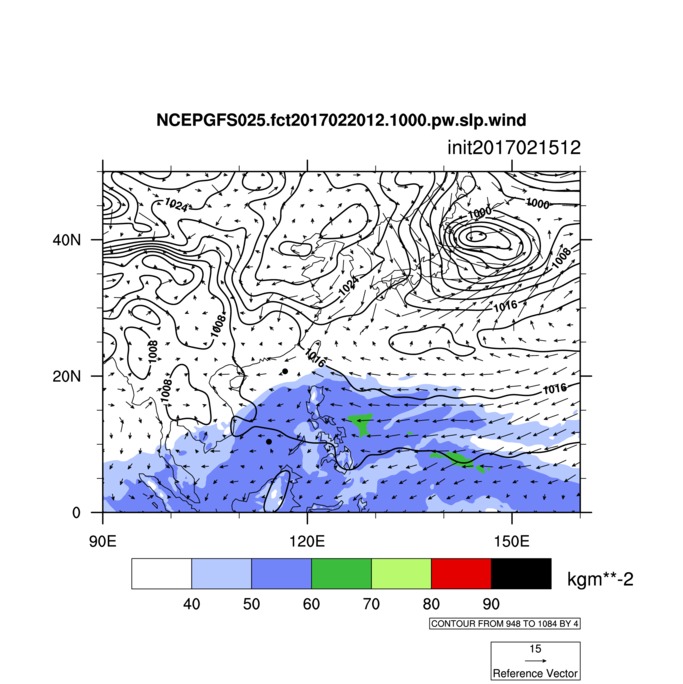 NCEPGFS025.fct2017022012.1000.pw.slp.wind
init2017021512
1024
1000
1000
40N
1008
1024
1016
1008
1008
1016
20N
1008
1016
0
90E 120E 150E
kgm**-2
40 50 60 70 80 90
CONTOUR FROM 948 TO 1084 BY 4
15
Reference Vector